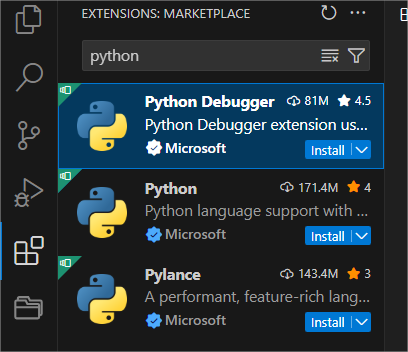 EXTENSIONS: MARKETPLACE
python
Python Debugger 81M 4.5
Python Debugger extension us...
Microsoft Install
Python 171.4M 4
Python language support with ...
Microsoft Install
Pylance 143.4M 3
A performant, feature-rich lang...
Microsoft Install